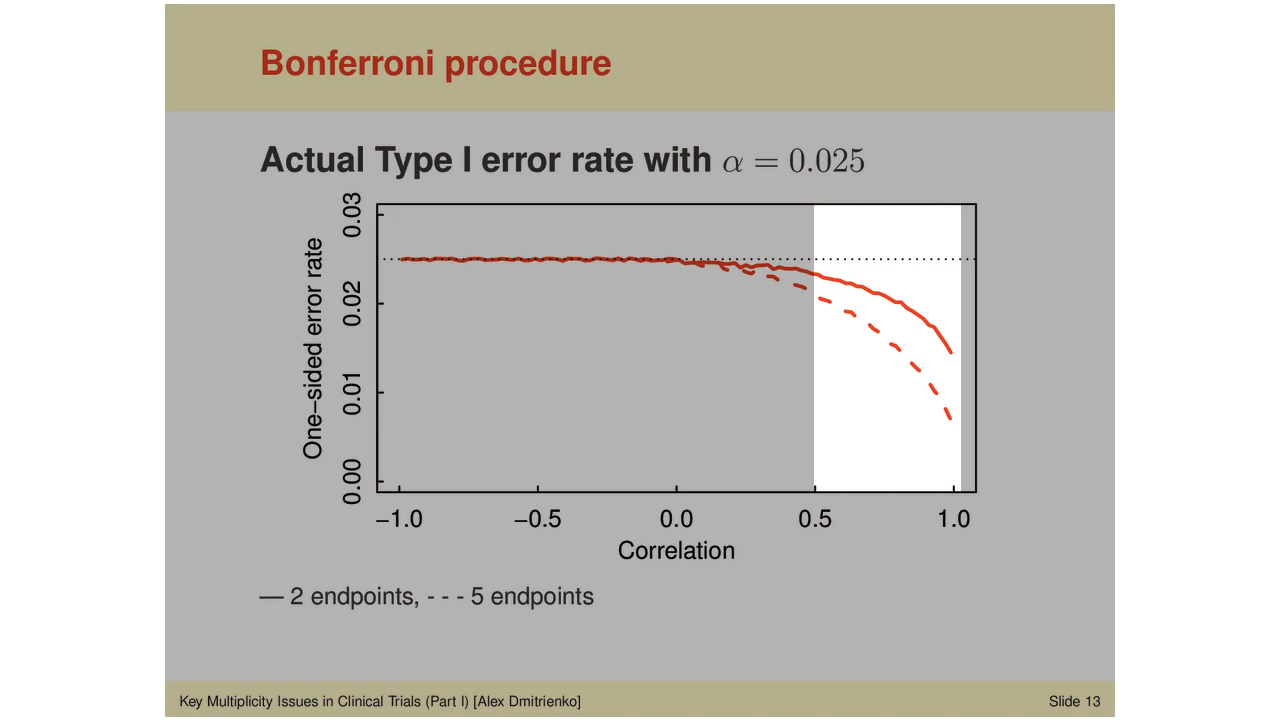 Bonferroni procedure
Actual Type I error rate with α = 0.025
One−sided error rate
0.03
0.02
0.01
0.00
−1.0 −0.5 0.0 0.5 1.0
Correlation
— 2 endpoints, - - - 5 endpoints
Key Multiplicity Issues in Clinical Trials (Part I) [Alex Dmitrienko] Slide 13